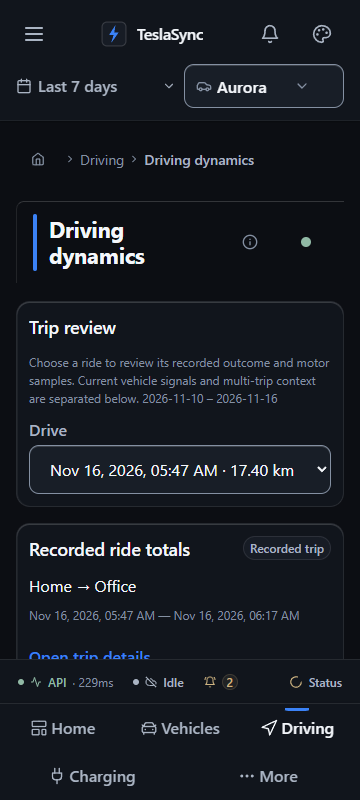 TeslaSync
Last 7 days
Aurora
Driving
Driving dynamics
Driving
dynamics
Trip review
Choose a ride to review its recorded outcome and motor
samples. Current vehicle signals and multi-trip context
are separated below. 2026-11-10 – 2026-11-16
Drive
Nov 16, 2026, 05:47 AM · 17.40 km
Recorded ride totals
Recorded trip
Home → Office
Nov 16, 2026, 05:47 AM — Nov 16, 2026, 06:17 AM
Open trip details
API · 229ms
Idle
2
Status
Home
Vehicles
Driving
Charging
More